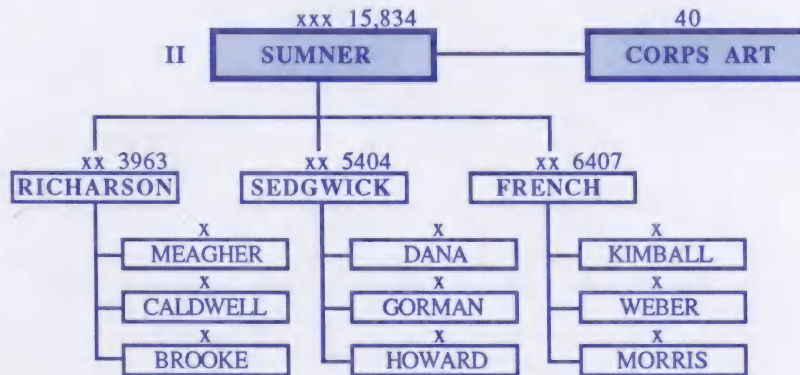 xxx 15,834 40
II SUMNER CORPS ART
xx 3963 xx 5404 xx 6407
RICHARSON SEDGWICK FRENCH
x x x
MEAGHER DANA KIMBALL
x x x
CALDWELL GORMAN WEBER
x x x
BROOKE HOWARD MORRIS